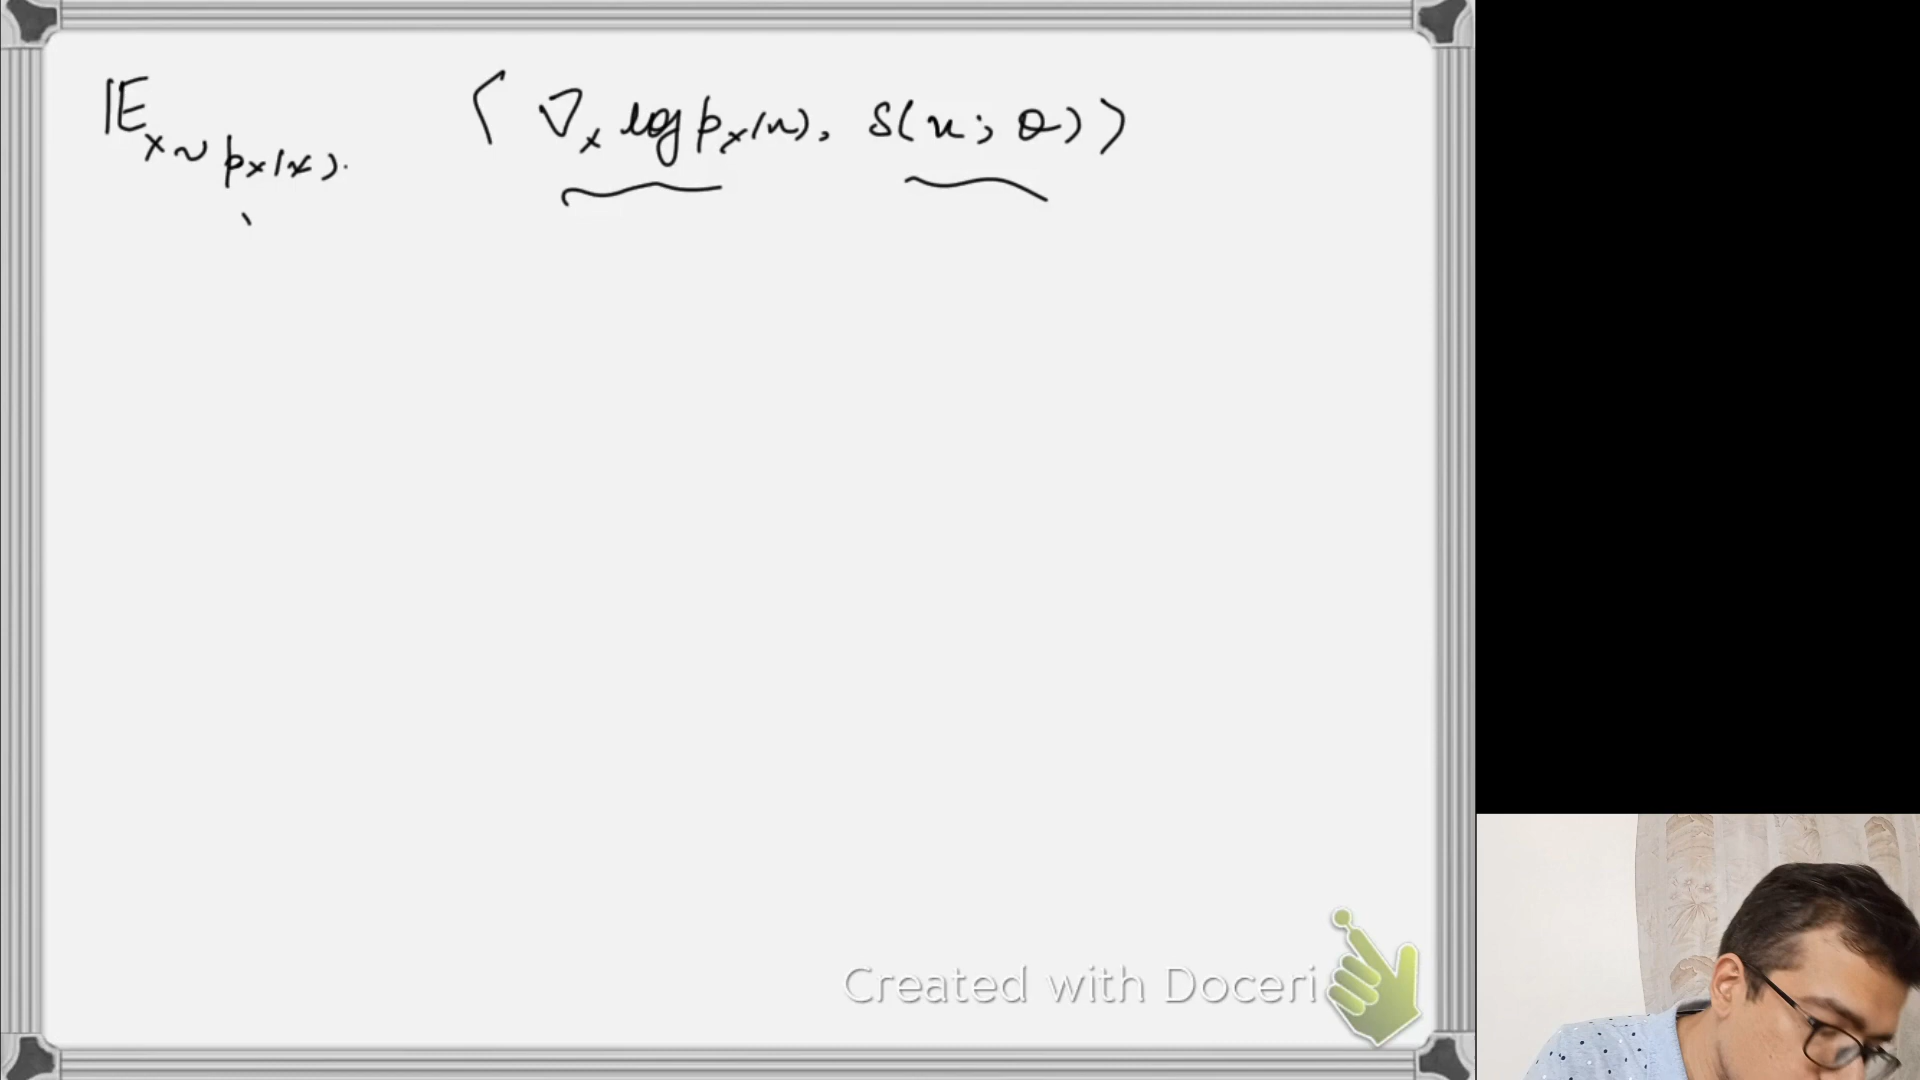 𝔼_{x∼p_x(x)}. ⟨ ∇_x log p_x(x), s(x; θ) ⟩
Created with Doceri